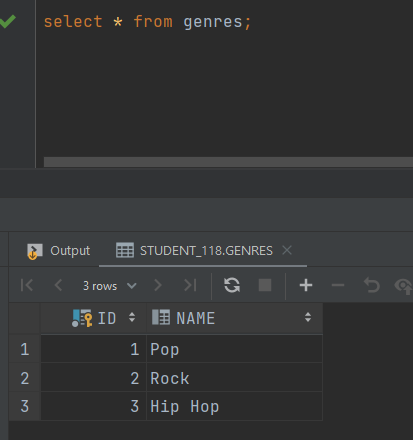 select * from genres;
Output
STUDENT_118.GENRES
3 rows
ID NAME
1 1 Pop
2 2 Rock
3 3 Hip Hop